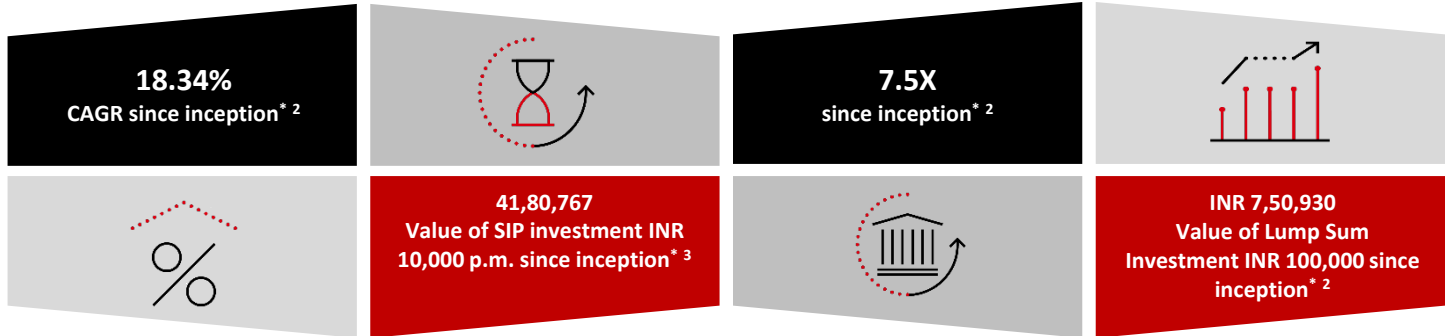 18.34%
CAGR since inception* 2
7.5X
since inception* 2
41,80,767
Value of SIP investment INR
10,000 p.m. since inception* 3
INR 7,50,930
Value of Lump Sum
Investment INR 100,000 since
inception* 2